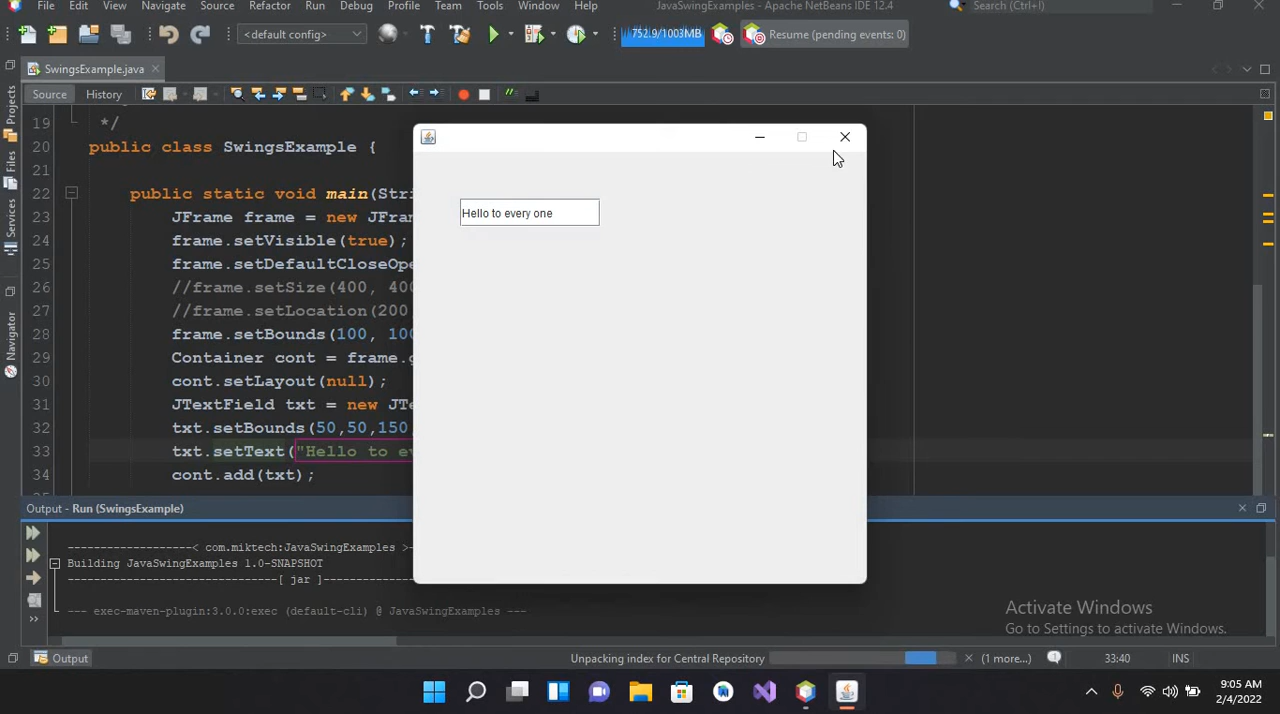 File Edit View Navigate Source Refactor Run Debug Profile Team Tools Window Help JavaSwingExamples - Apache NetBeans IDE 12.4 Search (Ctrl+I)
<default config> 752.9/1003MB Resume (pending events: 0)
SwingsExample.java
Source History
Projects
Files
Services
Navigator
19 */
20 public class SwingsExample {
21
22 public static void main(Stri
23 JFrame frame = new JFram
24 frame.setVisible(true);
25 frame.setDefaultCloseOpe
26 //frame.setSize(400, 400
27 //frame.setLocation(200,
28 frame.setBounds(100, 100
29 Container cont = frame.g
30 cont.setLayout(null);
31 JTextField txt = new JTe
32 txt.setBounds(50,50,150,
33 txt.setText("Hello to ev
34 cont.add(txt);
Hello to every one
Output - Run (SwingsExample)
-------------------< com.miktech:JavaSwingExamples >-
Building JavaSwingExamples 1.0-SNAPSHOT
--------------------------------[ jar ]---------------
--- exec-maven-plugin:3.0.0:exec (default-cli) @ JavaSwingExamples ---
Activate Windows
Go to Settings to activate Windows.
Output Unpacking index for Central Repository (1 more...) 33:40 INS
9:05 AM
2/4/2022